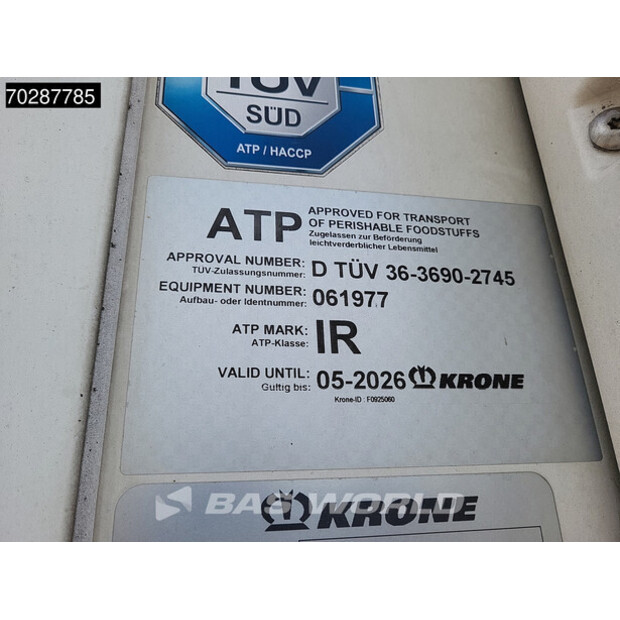 70287785
TÜV
SÜD
ATP / HACCP
ATP
APPROVED FOR TRANSPORT
OF PERISHABLE FOODSTUFFS
Zugelassen zur Beförderung
leichtverderblicher Lebensmittel
APPROVAL NUMBER: D TÜV 36-3690-2745
TÜV-Zulassungsnummer:
EQUIPMENT NUMBER: 061977
Aufbau- oder Identnummer:
ATP MARK: IR
ATP-Klasse:
VALID UNTIL: 05-2026 KRONE
Gültig bis:
Krone-ID : F0925060
BAS WORLD
KRONE